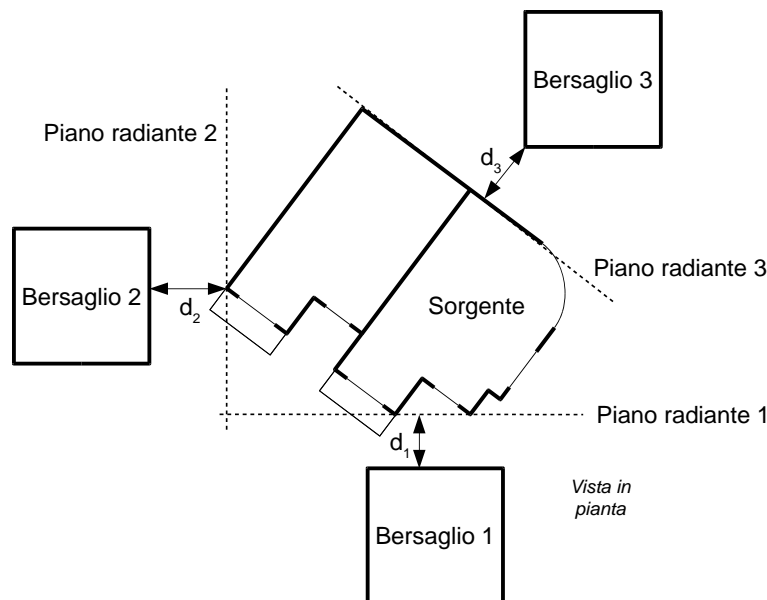 Bersaglio 3
Piano radiante 2
d3
Piano radiante 3
Bersaglio 2
d2
Sorgente
Piano radiante 1
d1
Vista in
pianta
Bersaglio 1